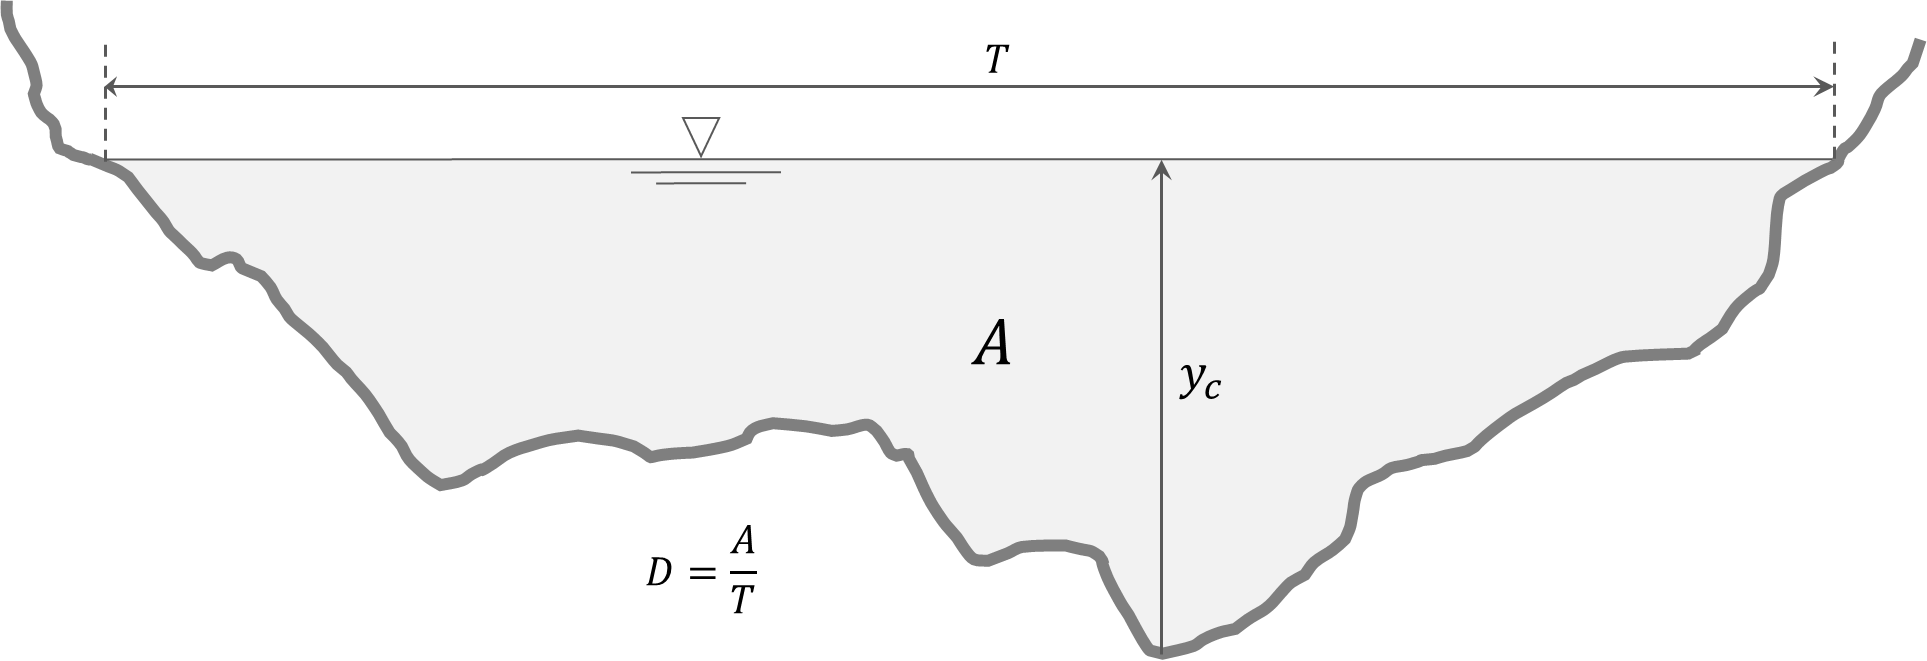 T
A
y_c
D = A/T